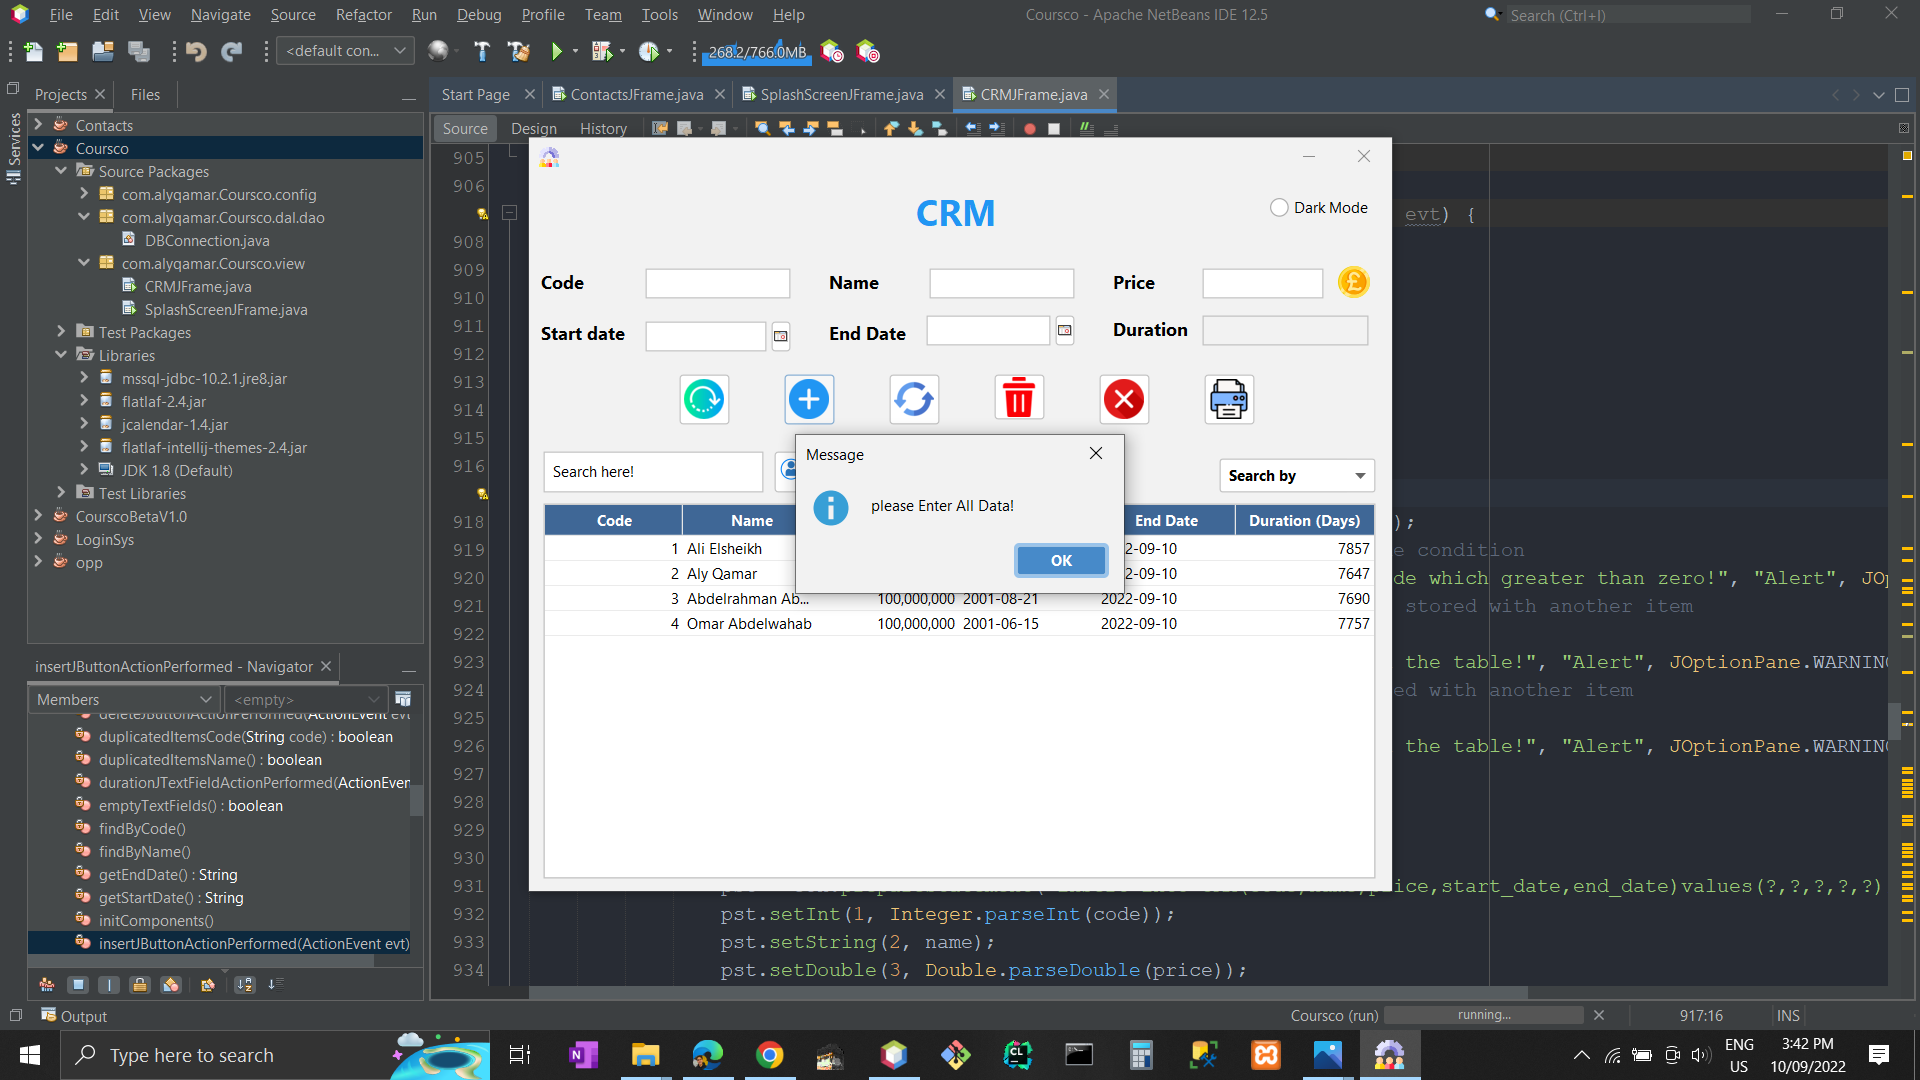 File Edit View Navigate Source Refactor Run Debug Profile Team Tools Window Help
Coursco - Apache NetBeans IDE 12.5
Search (Ctrl+I)
<default con...
268.2/766.0MB
Services
Projects
Files
Contacts
Coursco
Source Packages
com.alyqamar.Coursco.config
com.alyqamar.Coursco.dal.dao
DBConnection.java
com.alyqamar.Coursco.view
CRMJFrame.java
SplashScreenJFrame.java
Test Packages
Libraries
mssql-jdbc-10.2.1.jre8.jar
flatlaf-2.4.jar
jcalendar-1.4.jar
flatlaf-intellij-themes-2.4.jar
JDK 1.8 (Default)
Test Libraries
CourscoBetaV1.0
LoginSys
opp
insertJButtonActionPerformed - Navigator
Members
<empty>
deleteJButtonActionPerformed(ActionEvent evt
duplicatedItemsCode(String code) : boolean
duplicatedItemsName() : boolean
durationJTextFieldActionPerformed(ActionEven
emptyTextFields() : boolean
findByCode()
findByName()
getEndDate() : String
getStartDate() : String
initComponents()
insertJButtonActionPerformed(ActionEvent evt)
Start Page ContactsJFrame.java SplashScreenJFrame.java CRMJFrame.java
Source Design History
905
906
evt) {
908
909
910
911
912
913
914
915
916
918 );
919 e condition
920 de which greater than zero!", "Alert", JOp
921 stored with another item
922
923 the table!", "Alert", JOptionPane.WARNIN
924 ed with another item
925
926 the table!", "Alert", JOptionPane.WARNIN
927
928
929
930
931 rice,start_date,end_date)values(?,?,?,?,?)
932 pst.setInt(1, Integer.parseInt(code));
933 pst.setString(2, name);
934 pst.setDouble(3, Double.parseDouble(price));
CRM
Dark Mode
Code Name Price
Start date End Date Duration
Search here!
Search by
Message
please Enter All Data!
OK
Code Name End Date Duration (Days)
1 Ali Elsheikh 2-09-10 7857
2 Aly Qamar 2-09-10 7647
3 Abdelrahman Ab... 100,000,000 2001-08-21 2022-09-10 7690
4 Omar Abdelwahab 100,000,000 2001-06-15 2022-09-10 7757
Output
Coursco (run)
running...
917:16
INS
Type here to search
ENG
US
3:42 PM
10/09/2022